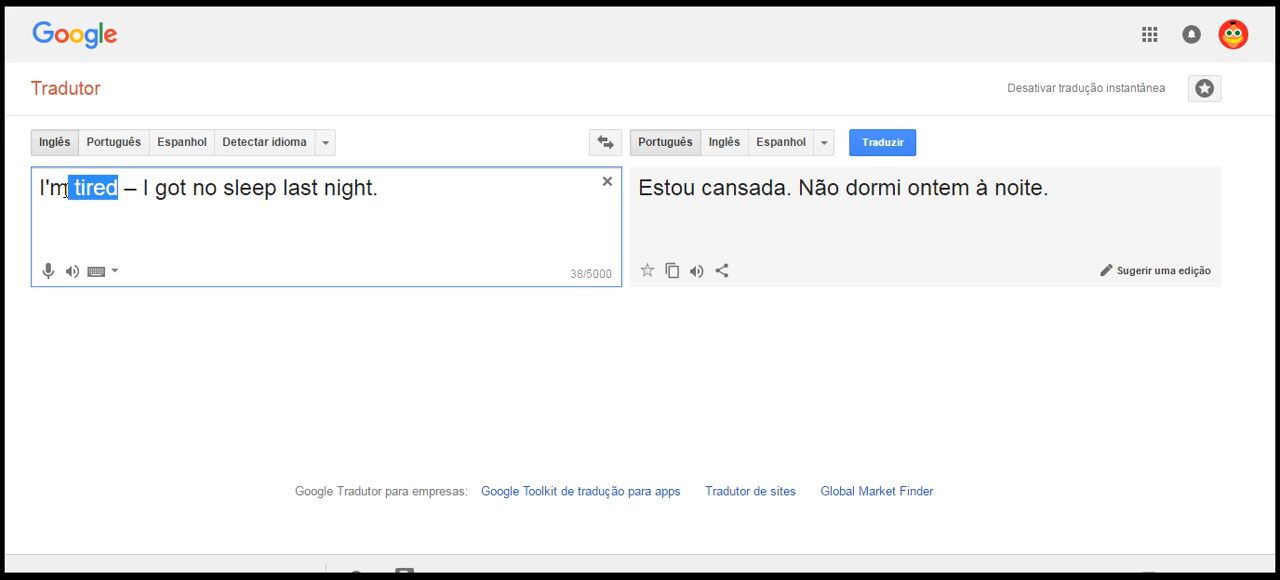 Google
Tradutor
Desativar tradução instantânea
Inglês Português Espanhol Detectar idioma
Português Inglês Espanhol Traduzir
I'm tired – I got no sleep last night.
Estou cansada. Não dormi ontem à noite.
38/5000
Sugerir uma edição
Google Tradutor para empresas: Google Toolkit de tradução para apps Tradutor de sites Global Market Finder